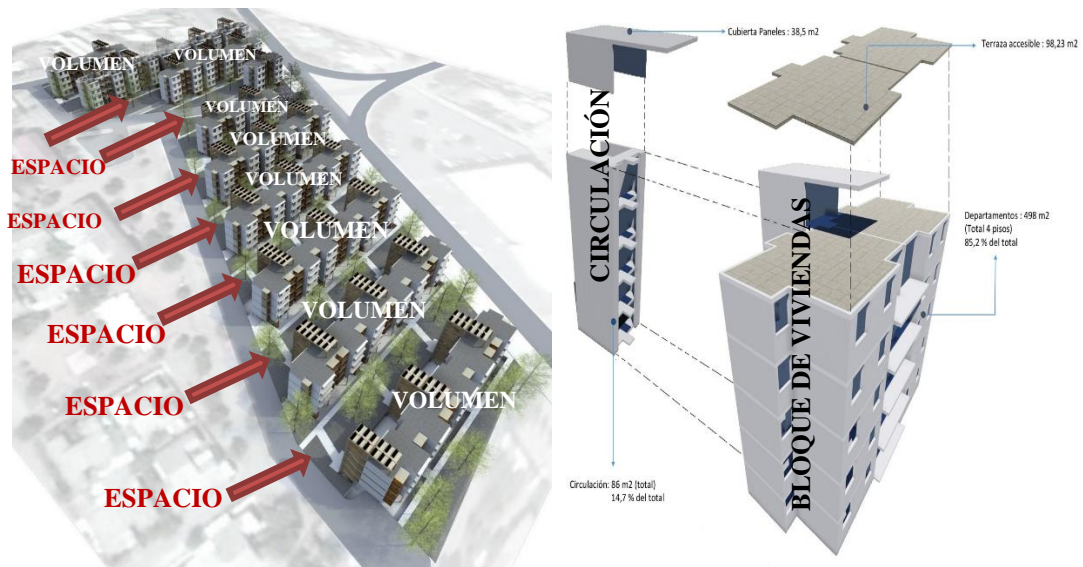 VOLUMEN
VOLUMEN
VOLUMEN
VOLUMEN
VOLUMEN
VOLUMEN
VOLUMEN
VOLUMEN
ESPACIO
ESPACIO
ESPACIO
ESPACIO
ESPACIO
ESPACIO
Cubierta Paneles : 38,5 m2
Terraza accesible : 98,23 m2
CIRCULACIÓN
BLOQUE DE VIVIENDAS
Departamentos : 498 m2
(Total 4 pisos)
85,2 % del total
Circulación: 86 m2 (total)
14,7 % del total